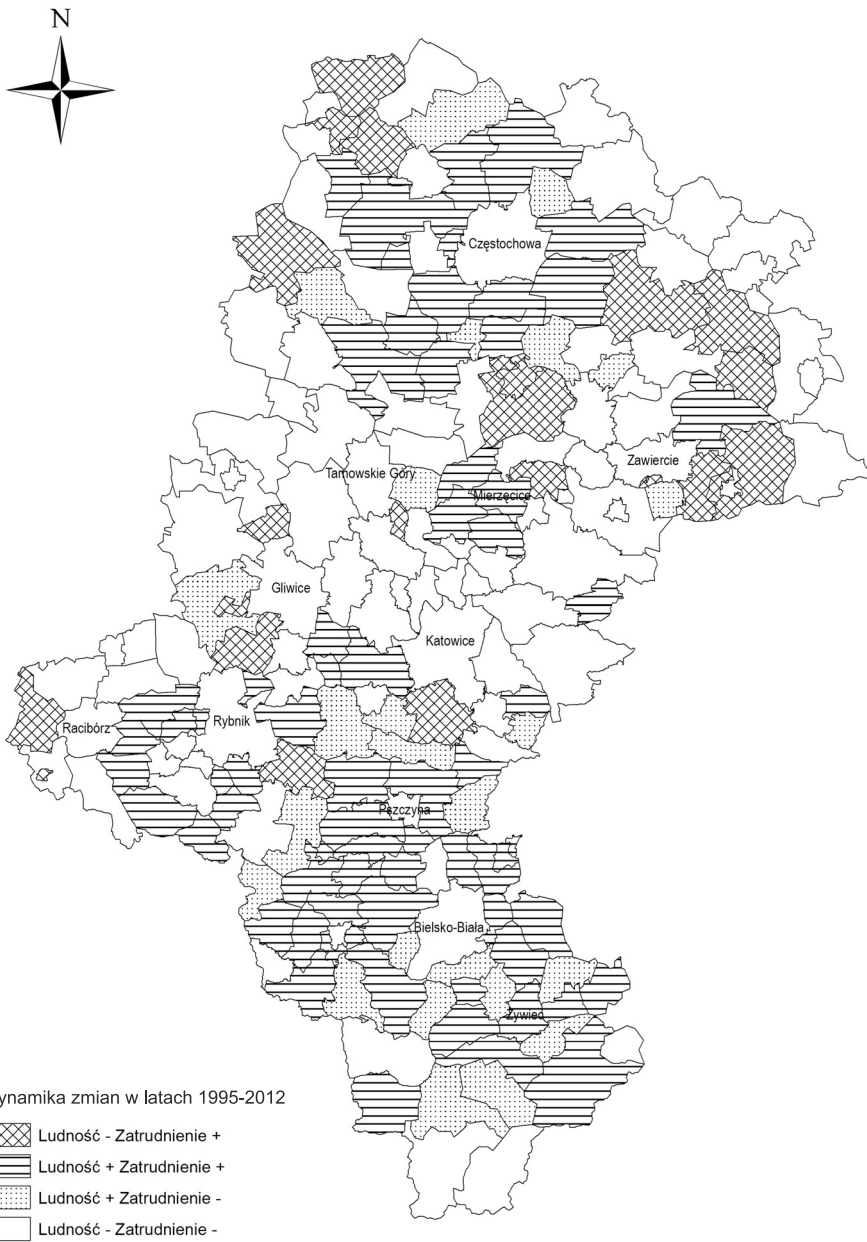 N
Częstochowa
Zawiercie
Tarnowskie Góry
Mierzęcice
Gliwice
Katowice
Rybnik
Racibórz
Pszczyna
Bielsko-Biała
Żywiec
ynamika zmian w latach 1995-2012
Ludność - Zatrudnienie +
Ludność + Zatrudnienie +
Ludność + Zatrudnienie -
Ludność - Zatrudnienie -